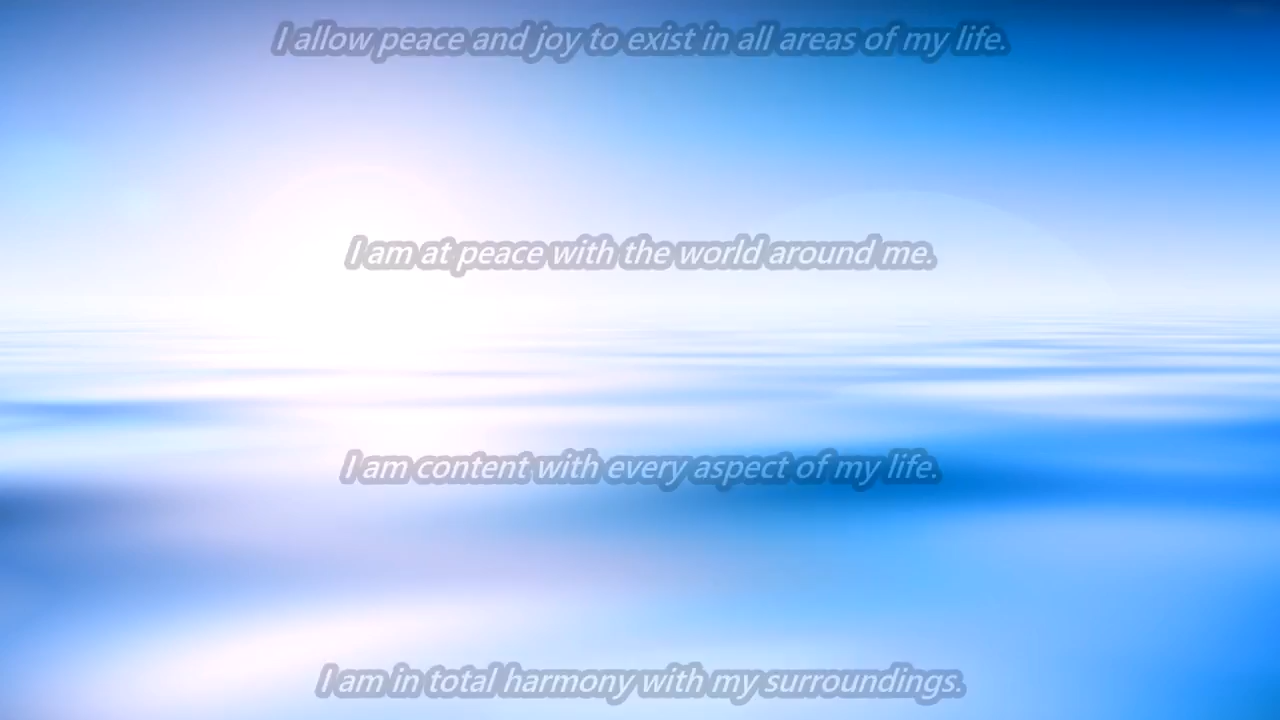 I allow peace and joy to exist in all areas of my life.
I am at peace with the world around me.
I am content with every aspect of my life.
I am in total harmony with my surroundings.